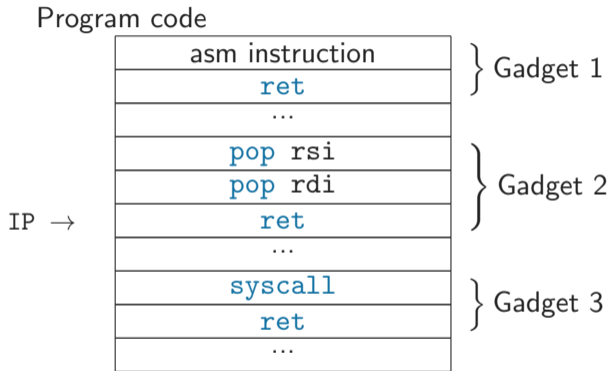 Program code
asm instruction
ret
Gadget 1
...
pop rsi
pop rdi
Gadget 2
IP → ret
...
syscall
ret
Gadget 3
...